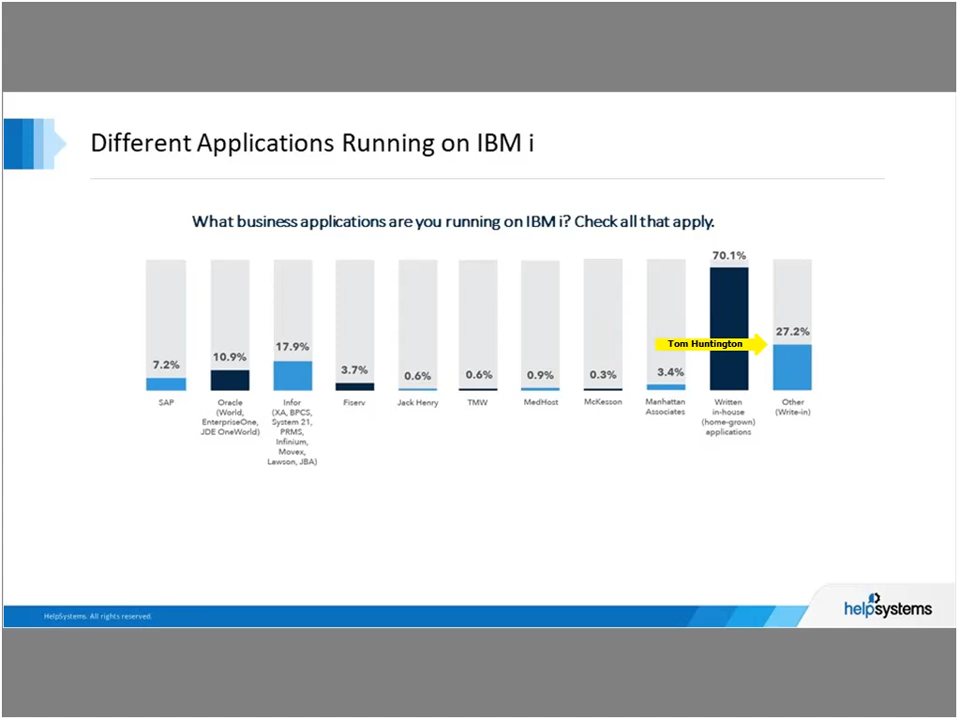 Different Applications Running on IBM i
What business applications are you running on IBM i? Check all that apply.
7.2%
10.9%
17.9%
3.7%
0.6%
0.6%
0.9%
0.3%
3.4%
70.1%
27.2%
Tom Huntington
SAP
Oracle
(World,
EnterpriseOne,
JDE OneWorld)
Infor
(XA, BPCS,
System 21,
PRMS,
Infinium,
Movex,
Lawson, JBA)
Fiserv
Jack Henry
TMW
MedHost
McKesson
Manhattan
Associates
Written
in-house
(home-grown)
applications
Other
(Write-in)
HelpSystems. All rights reserved.
helpsystems